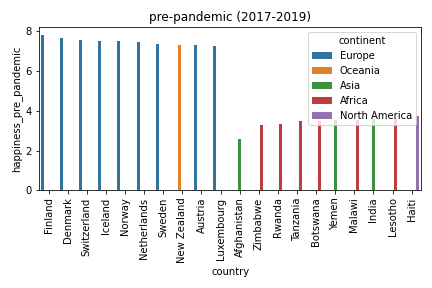 pre-pandemic (2017-2019)
happiness_pre_pandemic
8
6
4
2
0
continent
Europe
Oceania
Asia
Africa
North America
Finland
Denmark
Switzerland
Iceland
Norway
Netherlands
Sweden
New Zealand
Austria
Luxembourg
Afghanistan
Zimbabwe
Rwanda
Tanzania
Botswana
Yemen
Malawi
India
Lesotho
Haiti
country